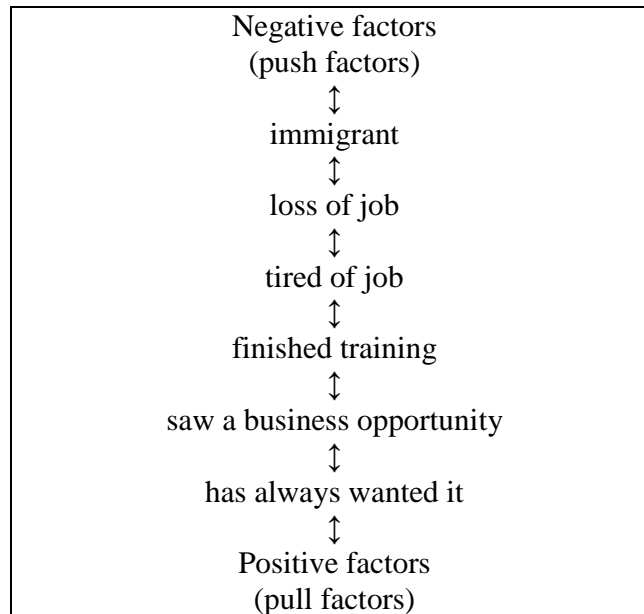 Negative factors
(push factors)
↕
immigrant
↕
loss of job
↕
tired of job
↕
finished training
↕
saw a business opportunity
↕
has always wanted it
↕
Positive factors
(pull factors)